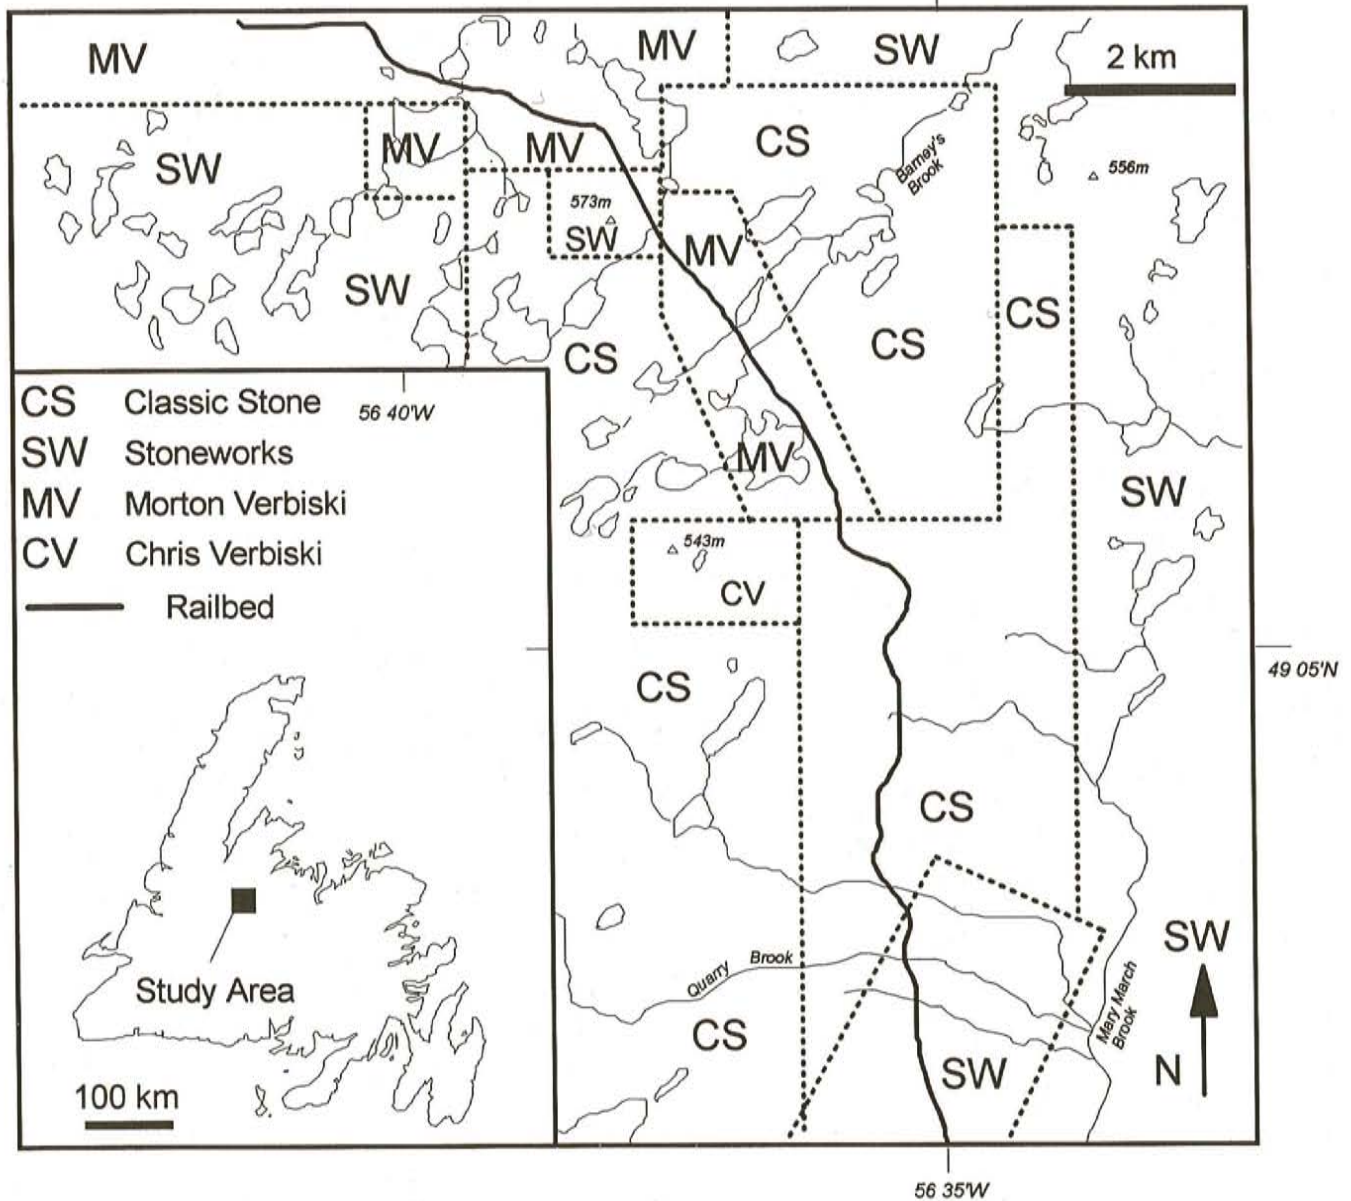 MV
MV
SW
2 km
SW
MV
MV
CS
Barney's
Brook
556m
573m
SW
MV
SW
CS
CS
CS
CS Classic Stone
56 40'W
SW Stoneworks
MV Morton Verbiski
CV Chris Verbiski
Railbed
MV
SW
543m
CV
49 05'N
CS
CS
Study Area
100 km
Quarry Brook
CS
SW
Mary March
Brook
SW
N
56 35'W